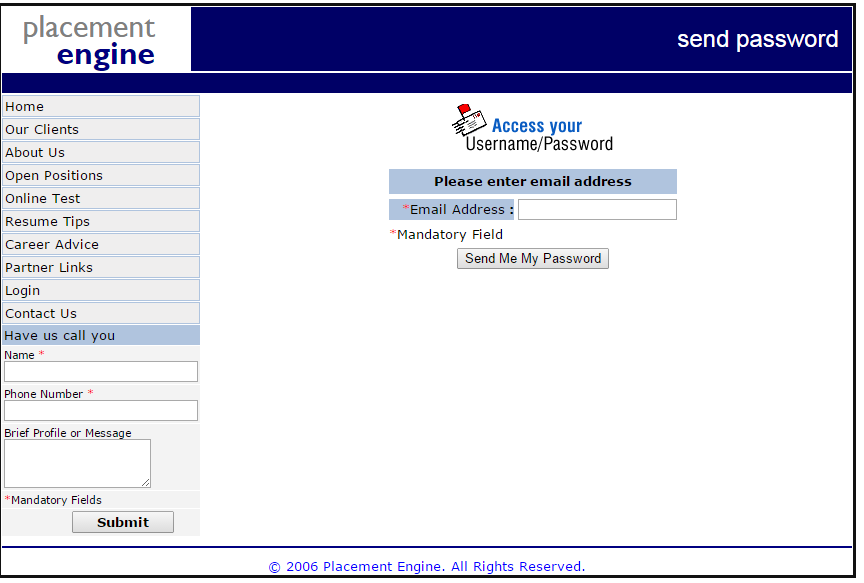 placement
engine
send password
Home
Our Clients
About Us
Open Positions
Online Test
Resume Tips
Career Advice
Partner Links
Login
Contact Us
Have us call you
Name *
Phone Number *
Brief Profile or Message
*Mandatory Fields
Submit
Access your
Username/Password
Please enter email address
*Email Address :
*Mandatory Field
Send Me My Password
© 2006 Placement Engine. All Rights Reserved.